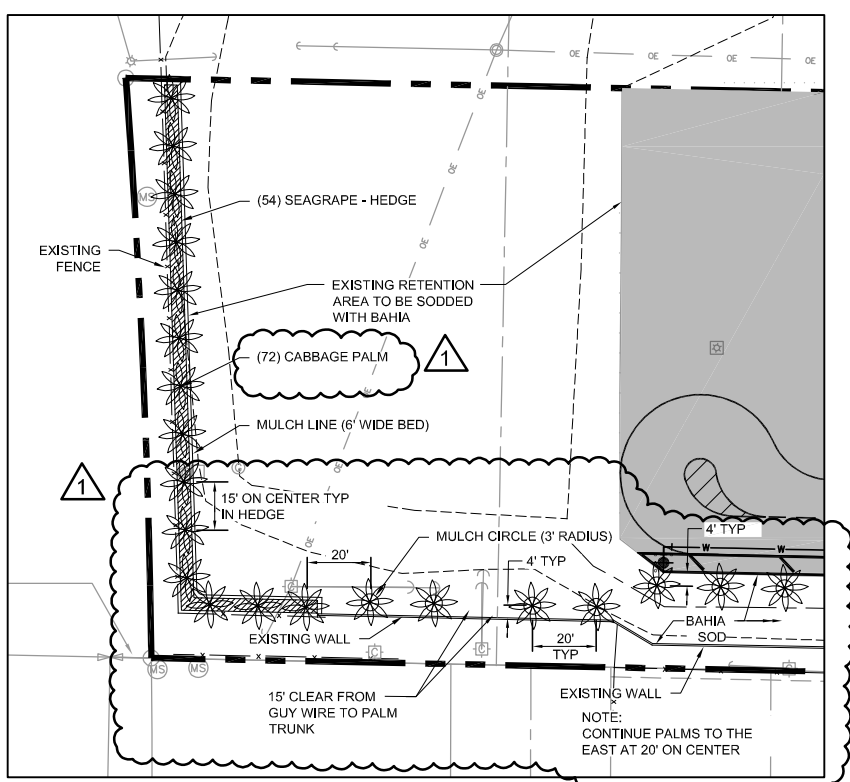 OE
OE
OE
OE
OE
OE
OE
MS
(54) SEAGRAPE - HEDGE
EXISTING
FENCE
EXISTING RETENTION
AREA TO BE SODDED
WITH BAHIA
(72) CABBAGE PALM
1
MULCH LINE (6' WIDE BED)
1
15' ON CENTER TYP
IN HEDGE
20'
MULCH CIRCLE (3' RADIUS)
4' TYP
4' TYP
W
W
EXISTING WALL
20'
TYP
BAHIA
SOD
C
C
C
MS
MS
15' CLEAR FROM
GUY WIRE TO PALM
TRUNK
EXISTING WALL
NOTE:
CONTINUE PALMS TO THE
EAST AT 20' ON CENTER